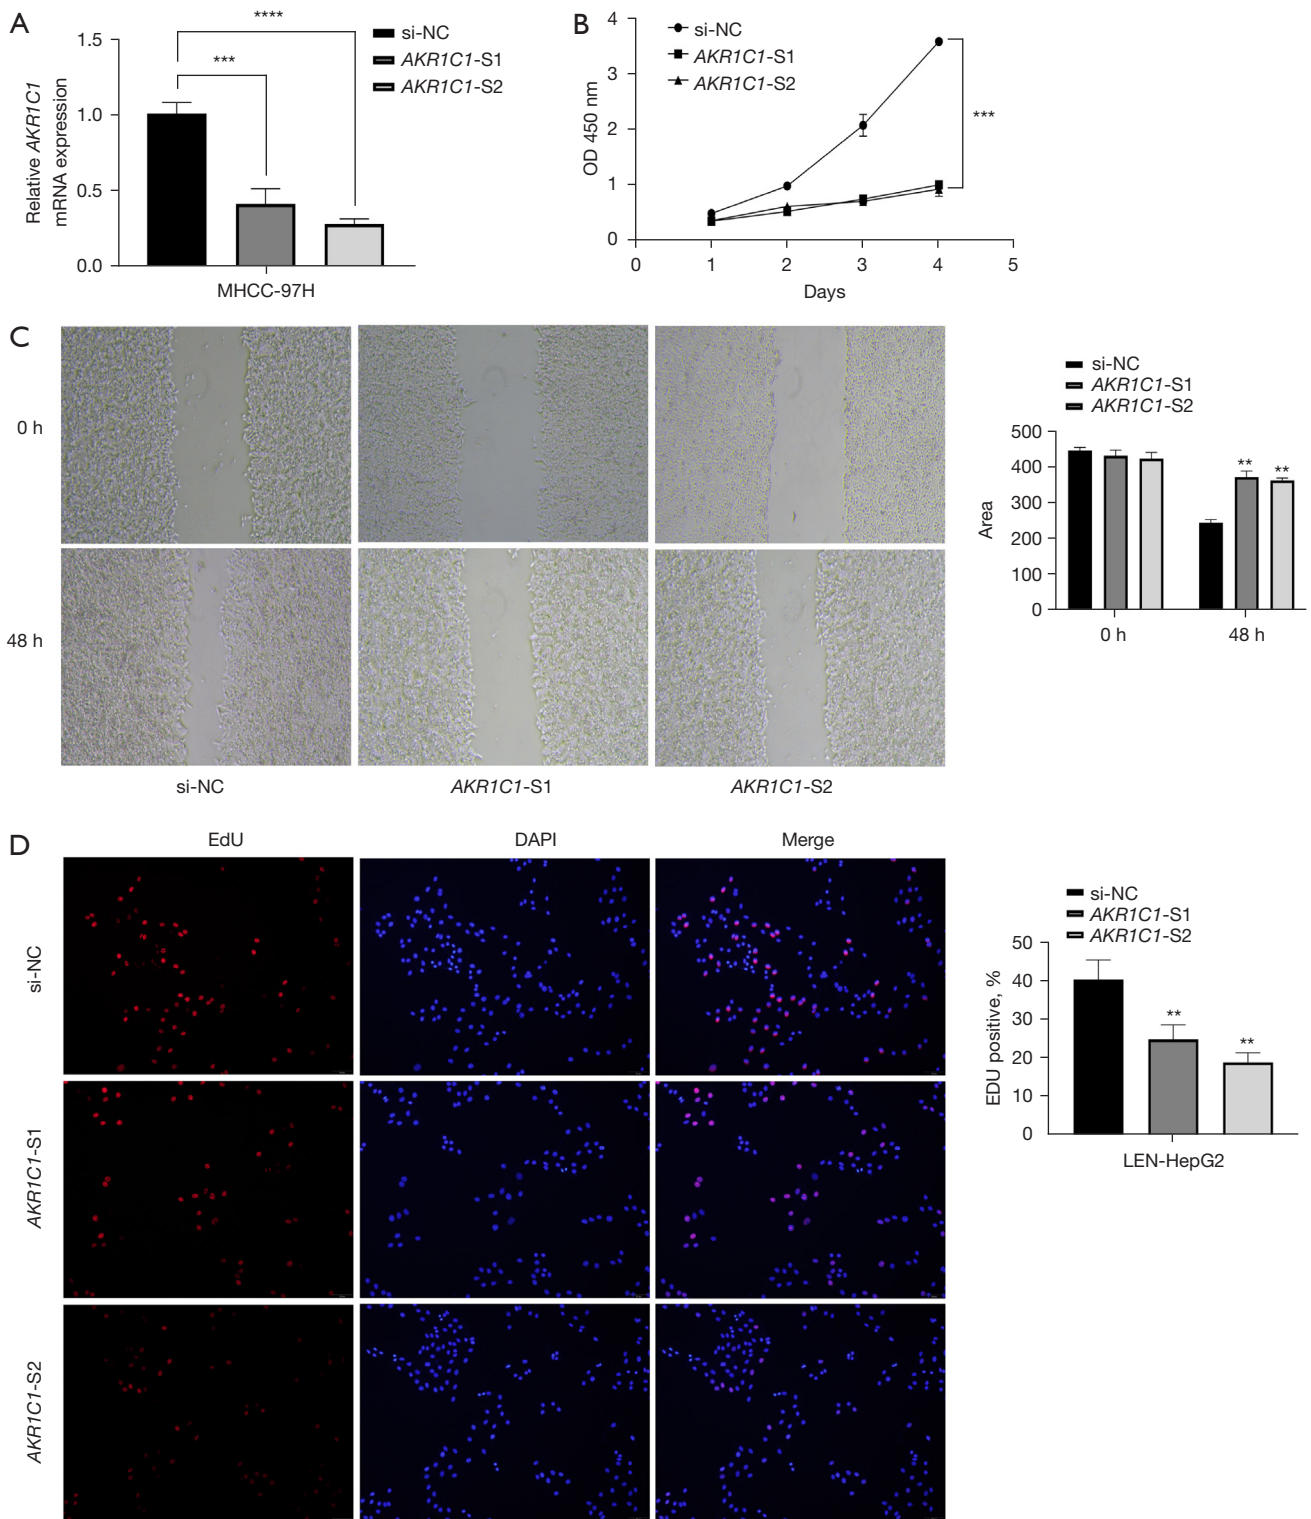 A
Relative AKR1C1
mRNA expression
1.5
1.0
0.5
0.0
****
***
MHCC-97H
si-NC
AKR1C1-S1
AKR1C1-S2
B
OD 450 nm
4
3
2
1
0
0 1 2 3 4 5
Days
si-NC
AKR1C1-S1
AKR1C1-S2
***
C
0 h
48 h
si-NC AKR1C1-S1 AKR1C1-S2
si-NC
AKR1C1-S1
AKR1C1-S2
Area
500
400
300
200
100
0
** **
0 h 48 h
D
EdU DAPI Merge
si-NC
AKR1C1-S1
AKR1C1-S2
si-NC
AKR1C1-S1
AKR1C1-S2
EDU positive, %
50
40
30
20
10
0
**
**
LEN-HepG2